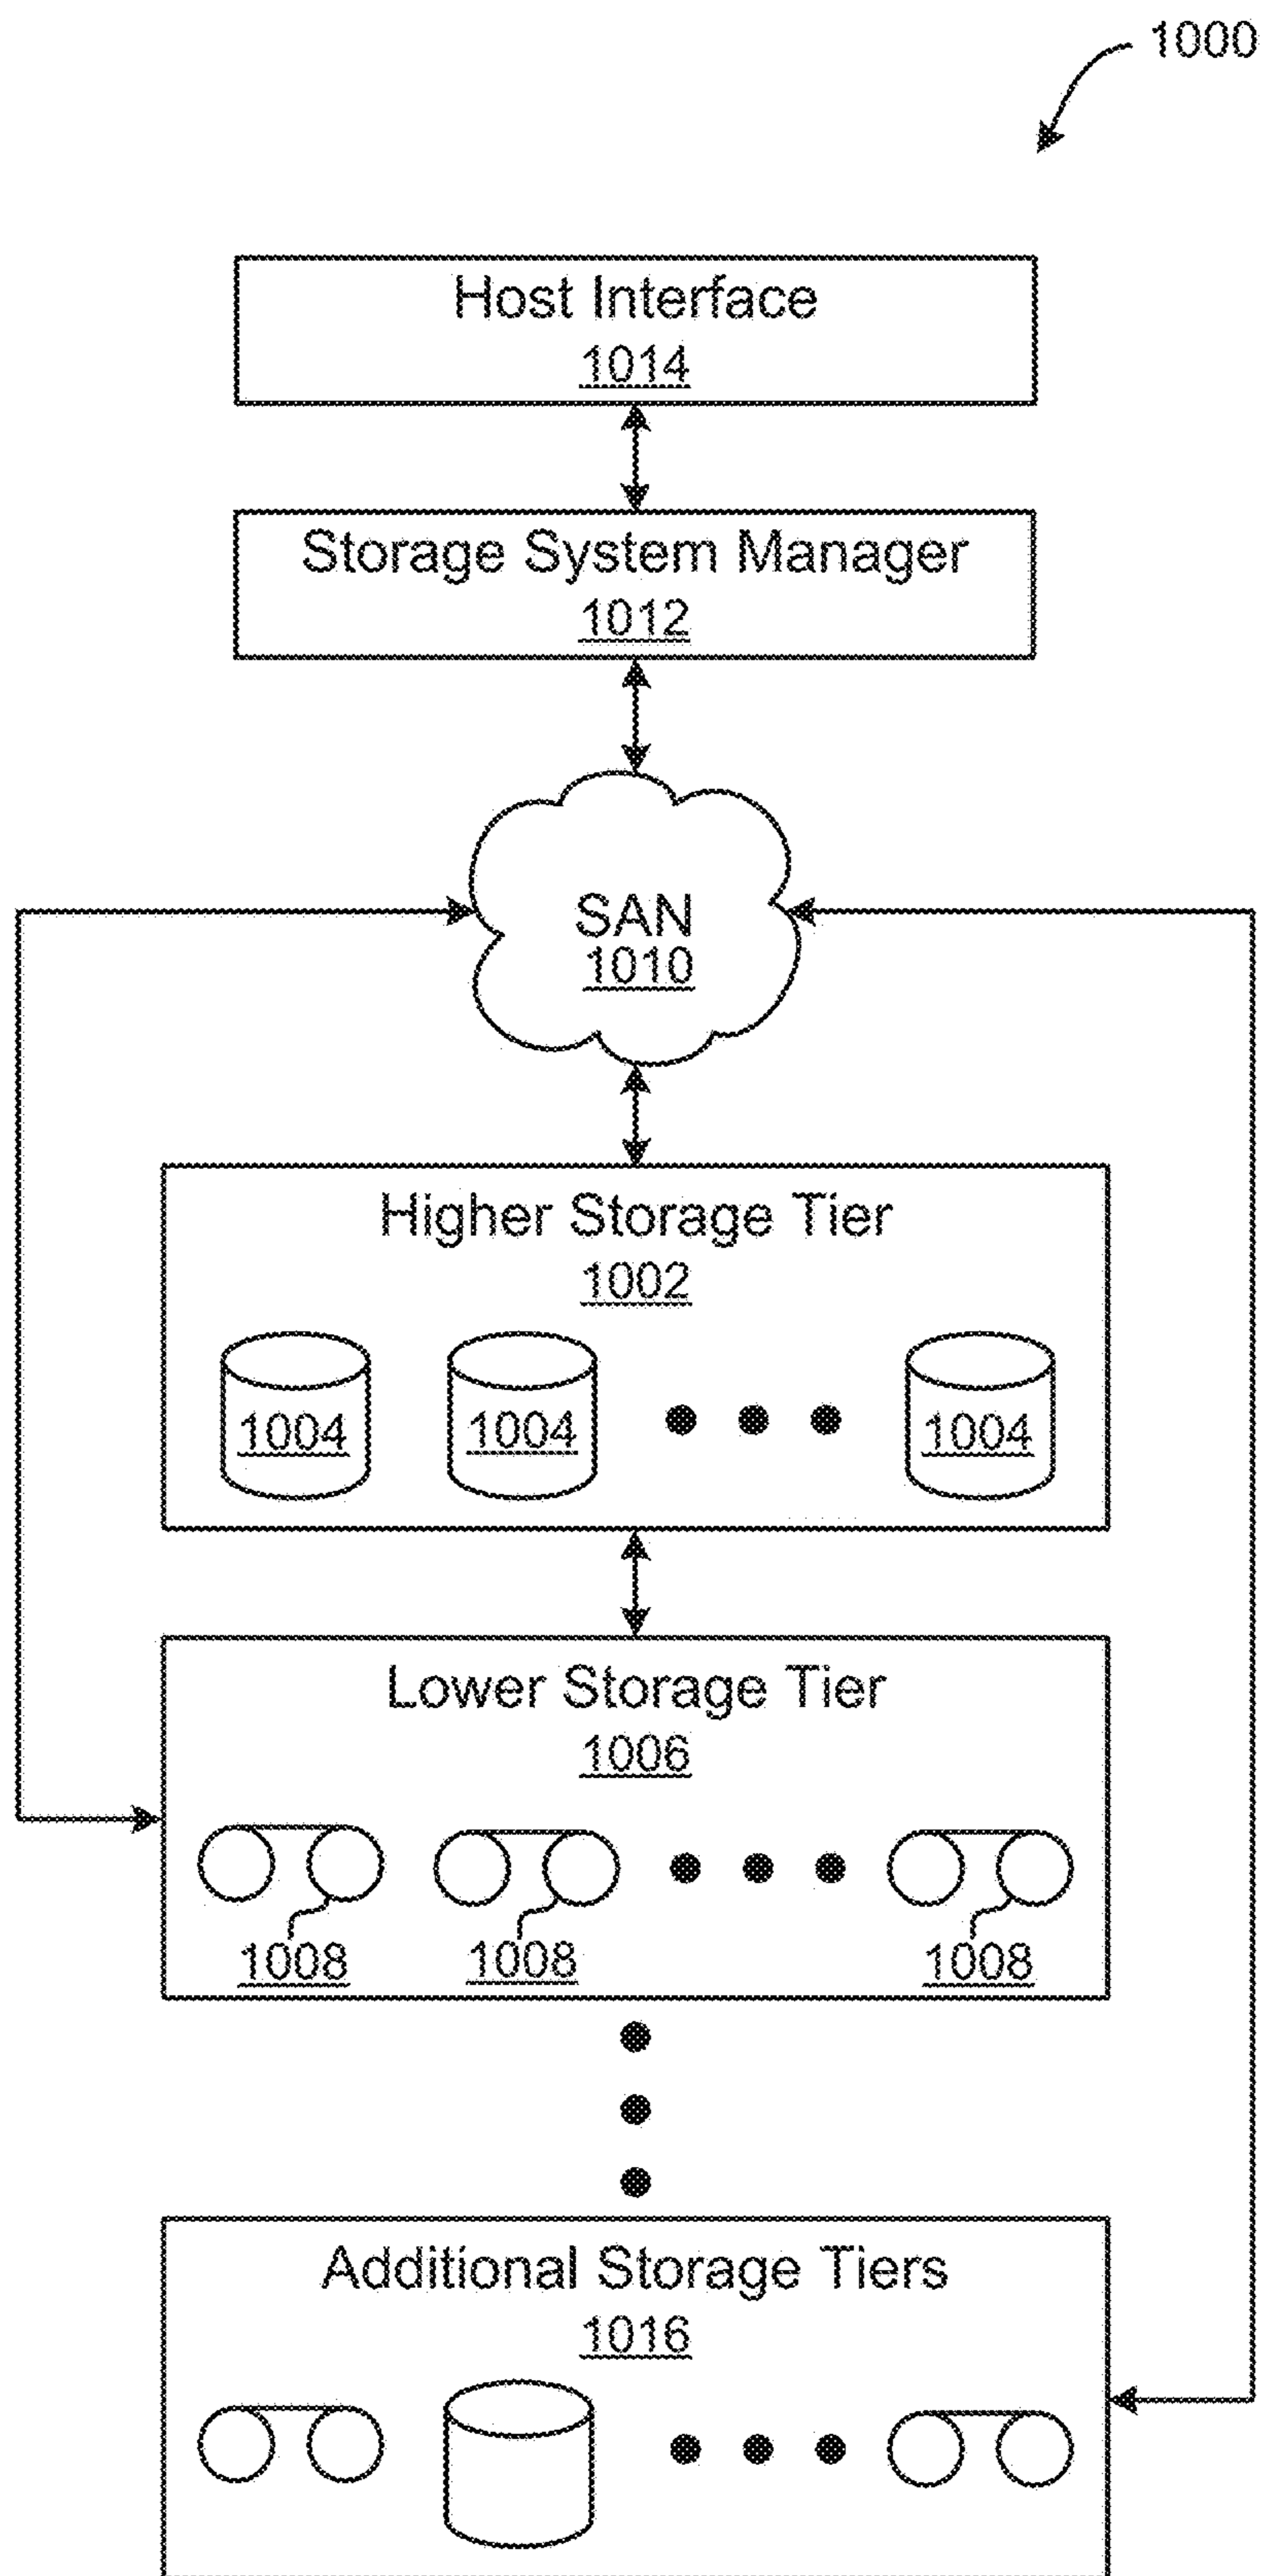 1000
Host Interface
1014
Storage System Manager
1012
SAN
1010
Higher Storage Tier
1002
1004 1004 1004
Lower Storage Tier
1006
1008 1008 1008
Additional Storage Tiers
1016